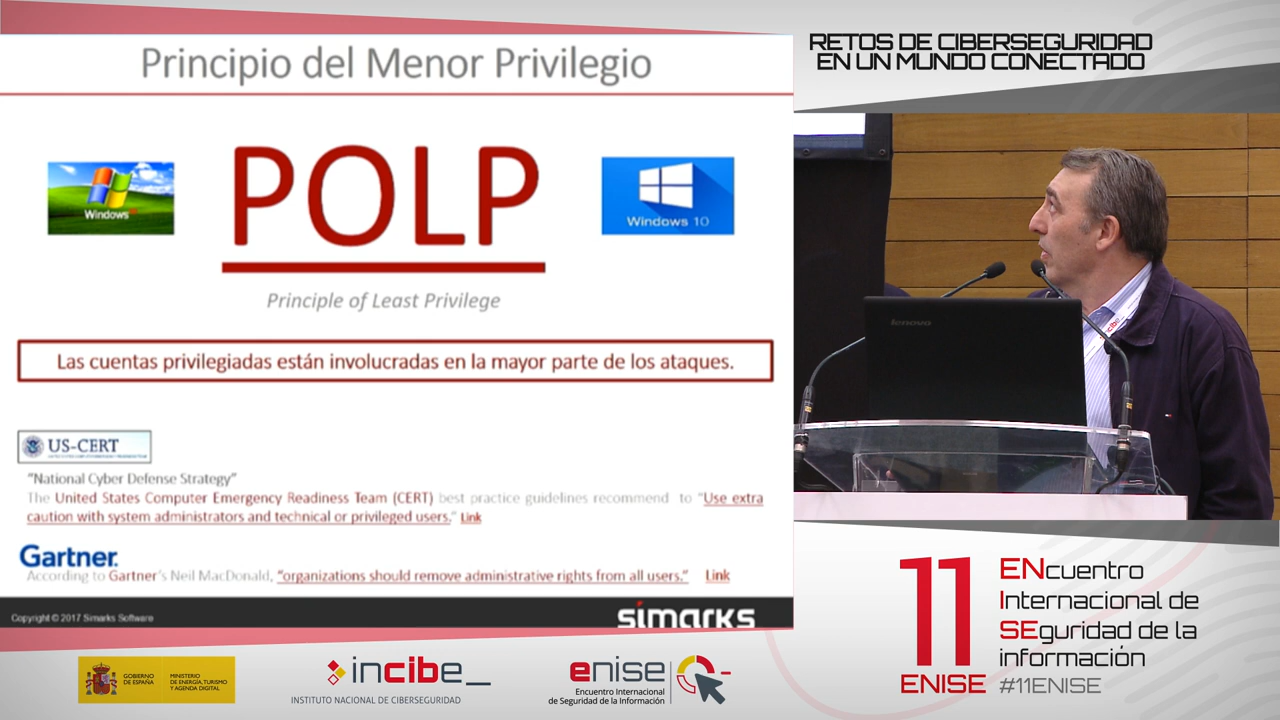 Principio del Menor Privilegio
Windows
POLP
Windows 10
Principle of Least Privilege
Las cuentas privilegiadas están involucradas en la mayor parte de los ataques.
US-CERT
"National Cyber Defense Strategy"
The United States Computer Emergency Readiness Team (CERT) best practice guidelines recommend to "Use extra
caution with system administrators and technical or privileged users." Link
Gartner.
According to Gartner's Neil MacDonald, "organizations should remove administrative rights from all users." Link
Copyright © 2017 Simarks Software
simarks
RETOS DE CIBERSEGURIDAD
EN UN MUNDO CONECTADO
lenovo
incibe_
11
ENISE
ENcuentro
Internacional de
SEguridad de la
información
#11ENISE
GOBIERNO
DE ESPAÑA
MINISTERIO
DE ENERGÍA, TURISMO
Y AGENDA DIGITAL
incibe_
INSTITUTO NACIONAL DE CIBERSEGURIDAD
enise
Encuentro Internacional
de Seguridad de la Información